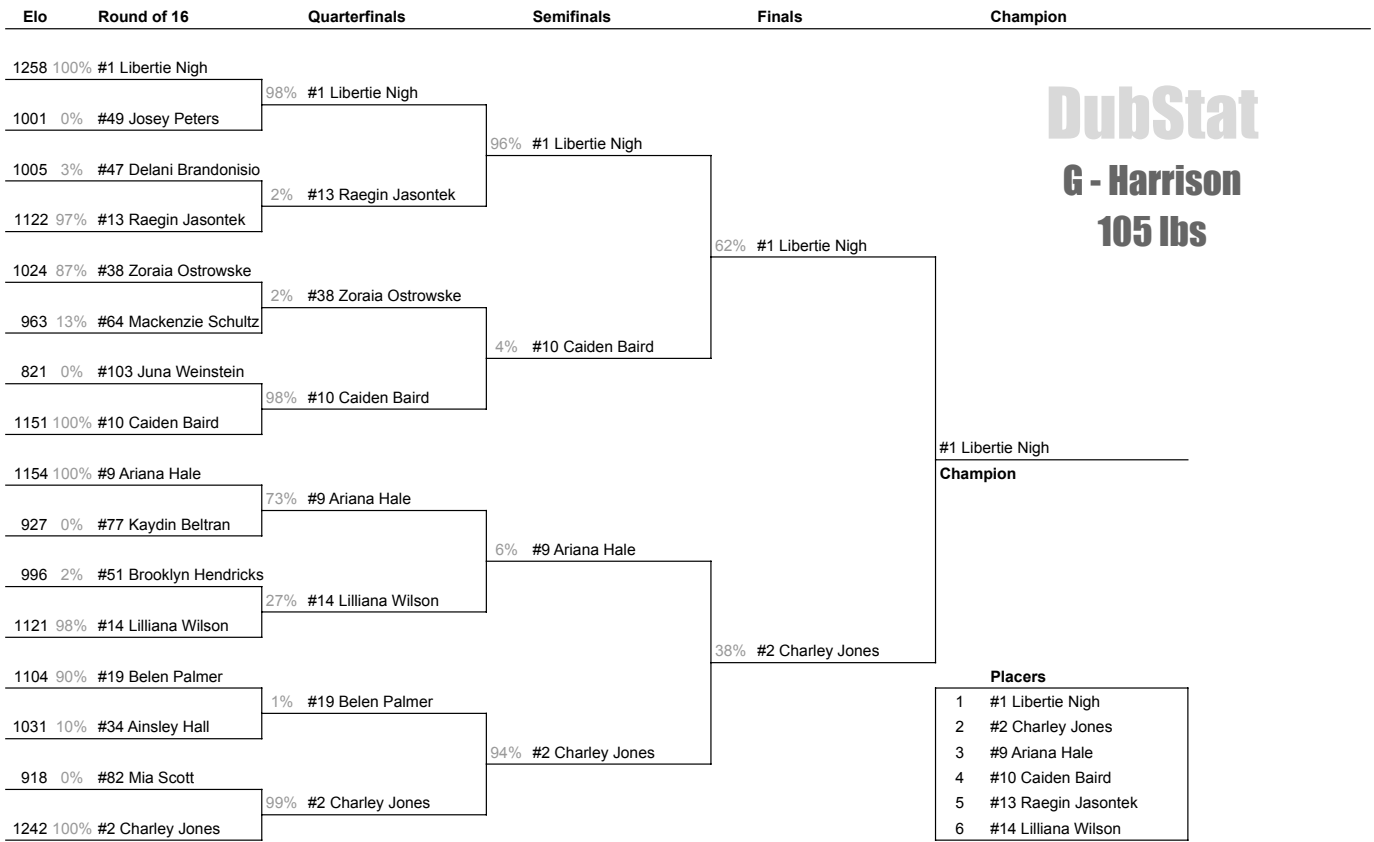 Elo Round of 16 Quarterfinals Semifinals Finals Champion
1258 100% #1 Libertie Nigh
98% #1 Libertie Nigh
1001 0% #49 Josey Peters
96% #1 Libertie Nigh
1005 3% #47 Delani Brandonisio
2% #13 Raegin Jasontek
1122 97% #13 Raegin Jasontek
62% #1 Libertie Nigh
1024 87% #38 Zoraia Ostrowske
2% #38 Zoraia Ostrowske
963 13% #64 Mackenzie Schultz
4% #10 Caiden Baird
821 0% #103 Juna Weinstein
98% #10 Caiden Baird
1151 100% #10 Caiden Baird
#1 Libertie Nigh
Champion
1154 100% #9 Ariana Hale
73% #9 Ariana Hale
927 0% #77 Kaydin Beltran
6% #9 Ariana Hale
996 2% #51 Brooklyn Hendricks
27% #14 Lilliana Wilson
1121 98% #14 Lilliana Wilson
38% #2 Charley Jones
1104 90% #19 Belen Palmer
1% #19 Belen Palmer
1031 10% #34 Ainsley Hall
94% #2 Charley Jones
918 0% #82 Mia Scott
99% #2 Charley Jones
1242 100% #2 Charley Jones
DubStat
G - Harrison
105 lbs
Placers
1 #1 Libertie Nigh
2 #2 Charley Jones
3 #9 Ariana Hale
4 #10 Caiden Baird
5 #13 Raegin Jasontek
6 #14 Lilliana Wilson